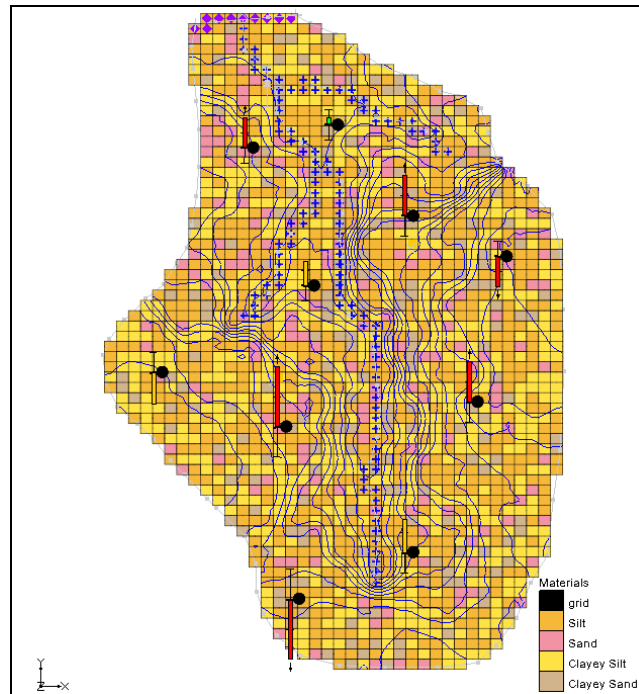 Materials
grid
Silt
Sand
Clayey Silt
Clayey Sand
Y
Z X